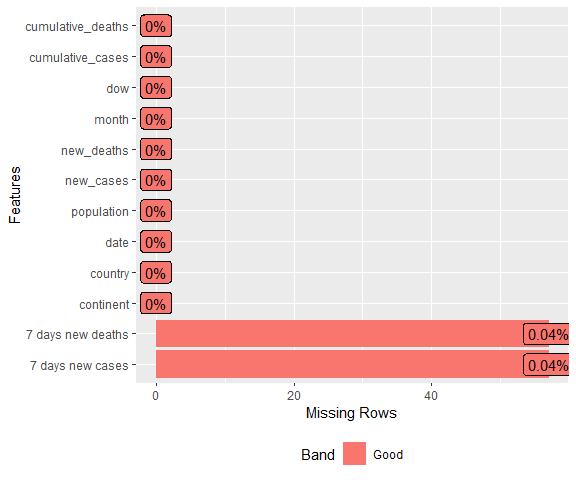 cumulative_deaths 0%
cumulative_cases 0%
dow 0%
month 0%
new_deaths 0%
new_cases 0%
population 0%
date 0%
country 0%
continent 0%
7 days new deaths 0.04%
7 days new cases 0.04%
Features
0 20 40
Missing Rows
Band Good